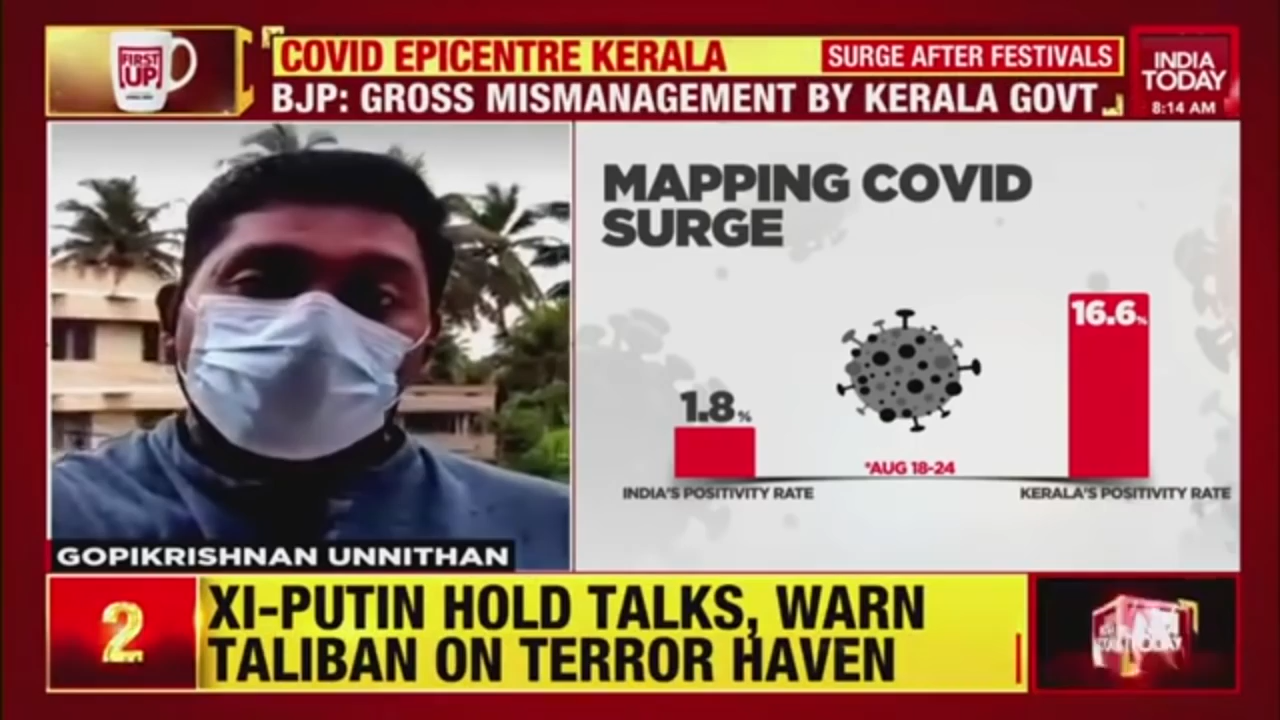 FIRST
UP!
COVID EPICENTRE KERALA
SURGE AFTER FESTIVALS
BJP: GROSS MISMANAGEMENT BY KERALA GOVT
INDIA
TODAY
8:14 AM
MAPPING COVID
SURGE
1.8%
16.6%
*AUG 18-24
INDIA'S POSITIVITY RATE
KERALA'S POSITIVITY RATE
GOPIKRISHNAN UNNITHAN
2
XI-PUTIN HOLD TALKS, WARN
TALIBAN ON TERROR HAVEN